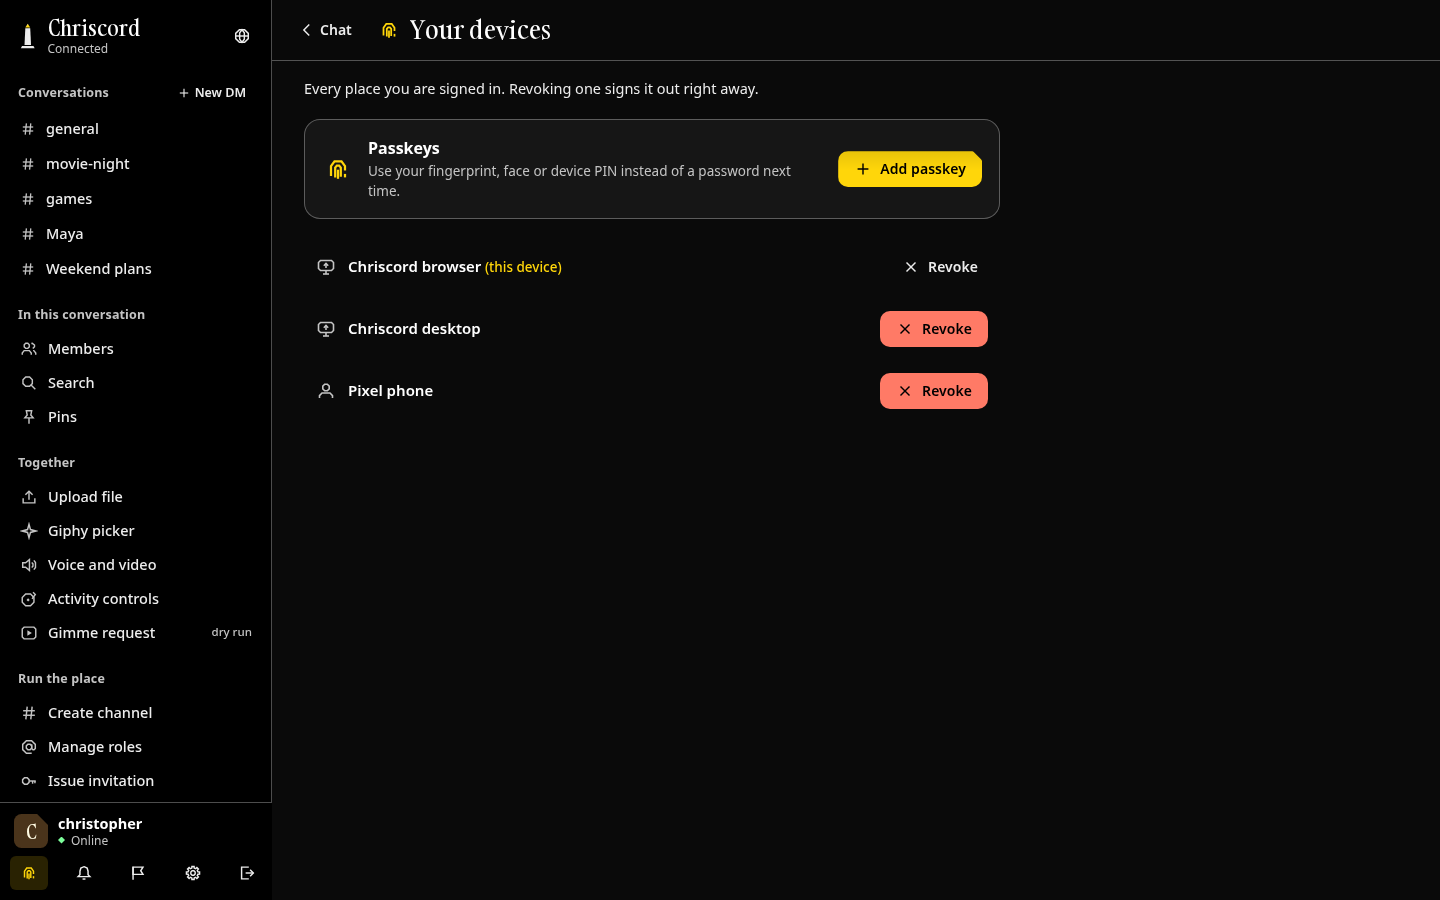 Chriscord
Connected
Conversations
New DM
general
movie-night
games
Maya
Weekend plans
In this conversation
Members
Search
Pins
Together
Upload file
Giphy picker
Voice and video
Activity controls
Gimme request dry run
Run the place
Create channel
Manage roles
Issue invitation
C
christopher
Online
Chat
Your devices
Every place you are signed in. Revoking one signs it out right away.
Passkeys
Use your fingerprint, face or device PIN instead of a password next
time.
Add passkey
Chriscord browser (this device) Revoke
Chriscord desktop Revoke
Pixel phone Revoke